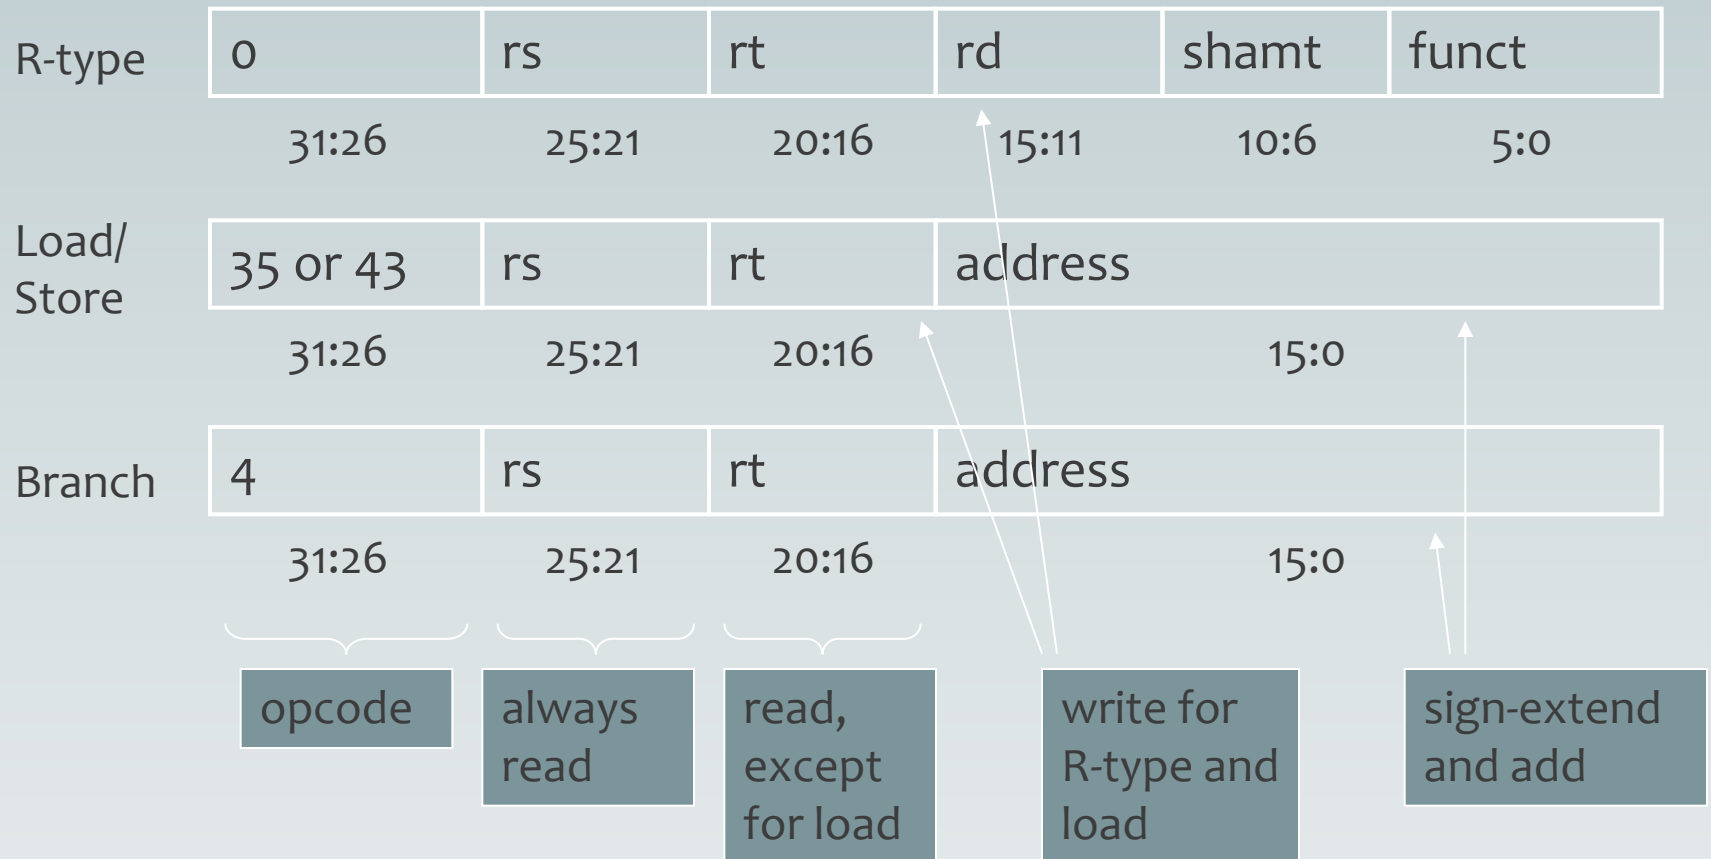 R-type
0 rs rt rd shamt funct
31:26 25:21 20:16 15:11 10:6 5:0
Load/
Store
35 or 43 rs rt address
31:26 25:21 20:16 15:0
Branch
4 rs rt address
31:26 25:21 20:16 15:0
opcode
always
read
read,
except
for load
write for
R-type and
load
sign-extend
and add